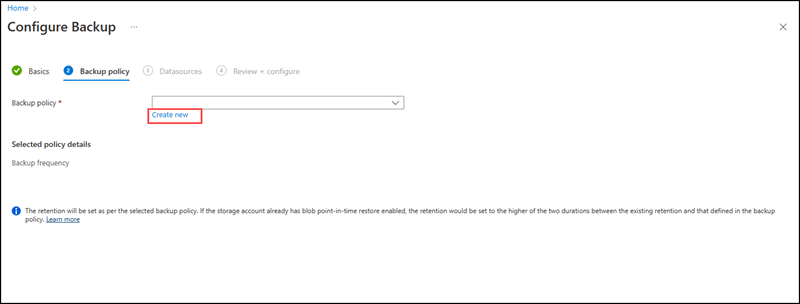 Home >
Configure Backup ...
Basics 2 Backup policy 3 Datasources 4 Review + configure
Backup policy *
Create new
Selected policy details
Backup frequency
The retention will be set as per the selected backup policy. If the storage account already has blob point-in-time restore enabled, the retention would be set to the higher of the two durations between the existing retention and that defined in the backup
policy. Learn more